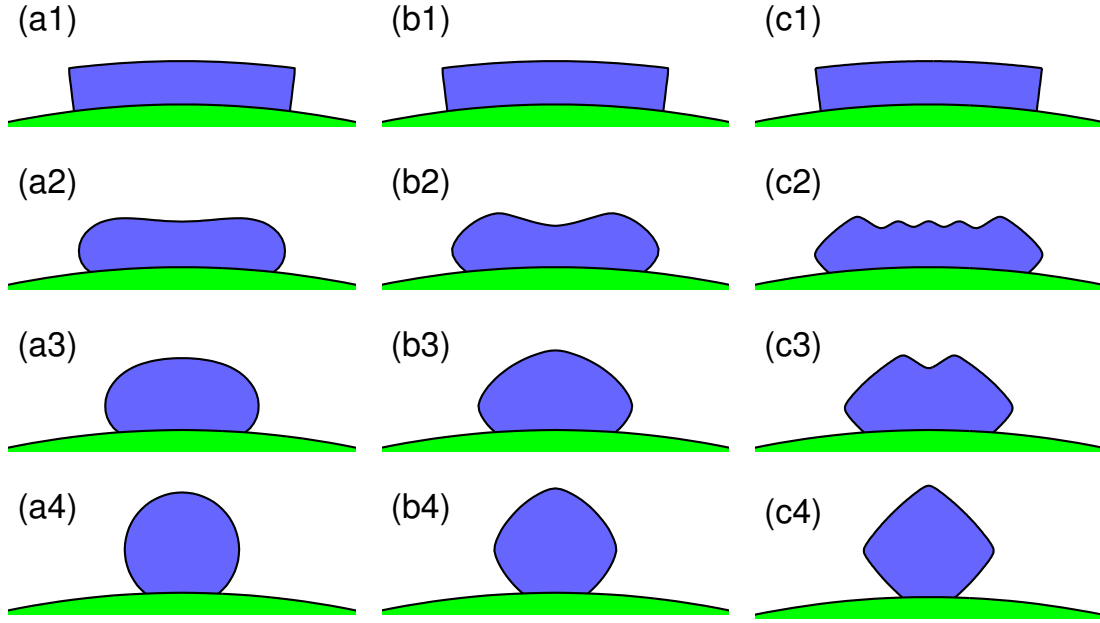 (a1) (b1) (c1)
(a2) (b2) (c2)
(a3) (b3) (c3)
(a4) (b4) (c4)